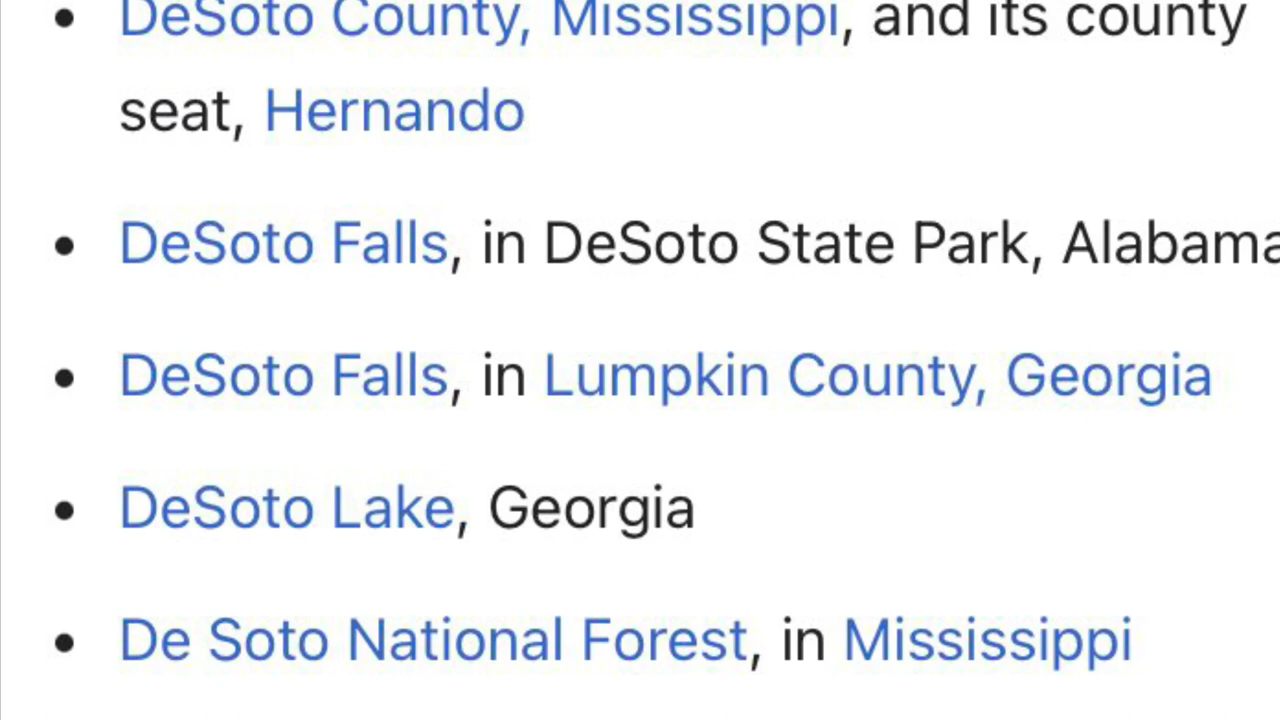 DeSoto County, Mississippi, and its county
seat, Hernando
DeSoto Falls, in DeSoto State Park, Alabama
DeSoto Falls, in Lumpkin County, Georgia
DeSoto Lake, Georgia
De Soto National Forest, in Mississippi